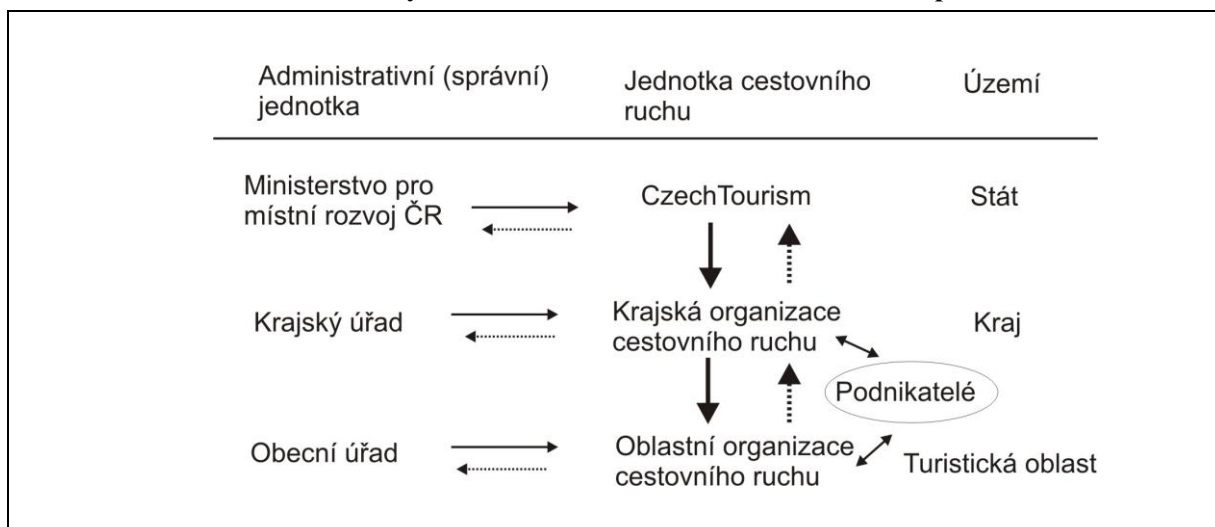 Administrativní (správní)
jednotka
Jednotka cestovního
ruchu
Území
Ministerstvo pro
místní rozvoj ČR
CzechTourism
Stát
Krajský úřad
Krajská organizace
cestovního ruchu
Kraj
Podnikatelé
Obecní úřad
Oblastní organizace
cestovního ruchu
Turistická oblast